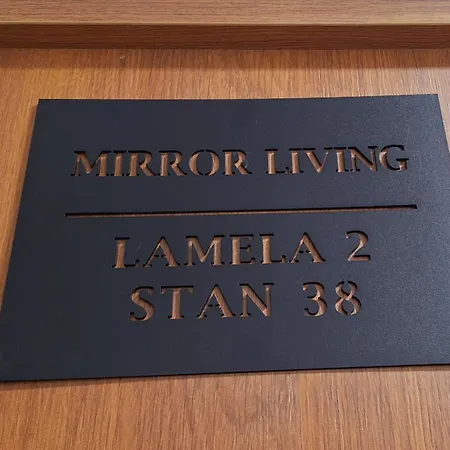 MIRROR LIVING
LAMELA 2
STAN 38